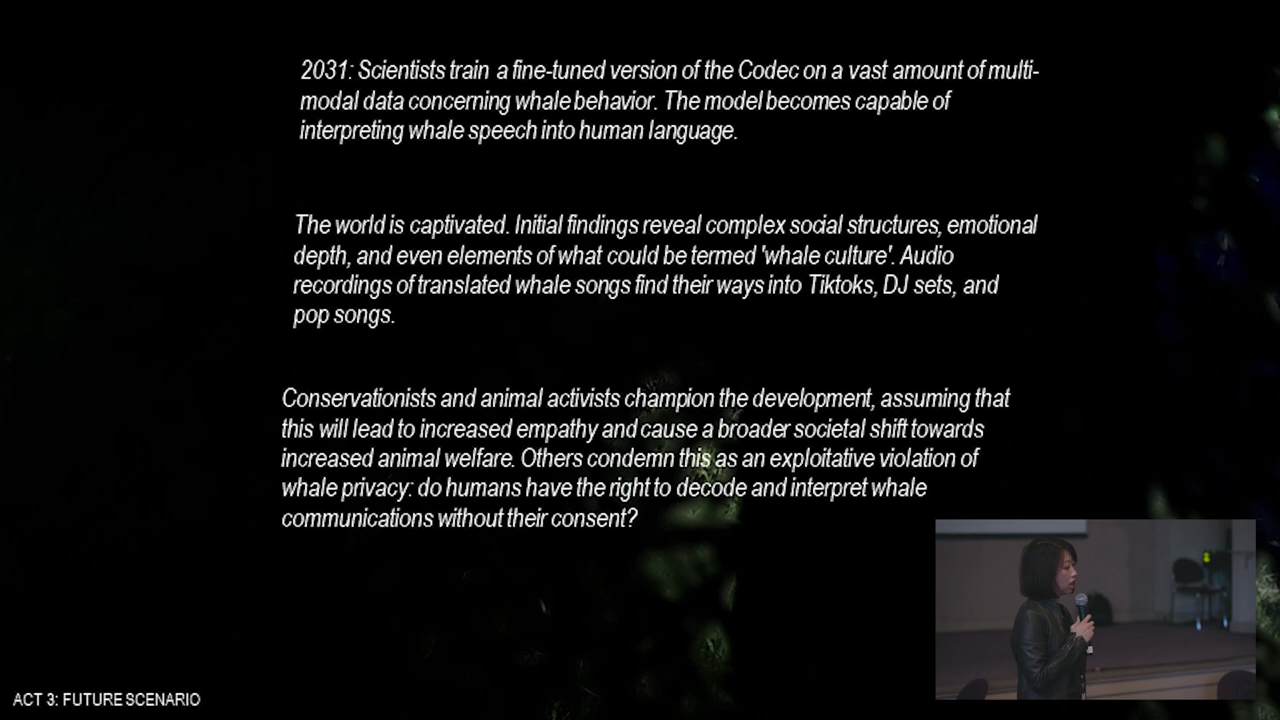 2031: Scientists train a fine-tuned version of the Codec on a vast amount of multi-
modal data concerning whale behavior. The model becomes capable of
interpreting whale speech into human language.
The world is captivated. Initial findings reveal complex social structures, emotional
depth, and even elements of what could be termed 'whale culture'. Audio
recordings of translated whale songs find their ways into Tiktoks, DJ sets, and
pop songs.
Conservationists and animal activists champion the development, assuming that
this will lead to increased empathy and cause a broader societal shift towards
increased animal welfare. Others condemn this as an exploitative violation of
whale privacy: do humans have the right to decode and interpret whale
communications without their consent?
ACT 3: FUTURE SCENARIO